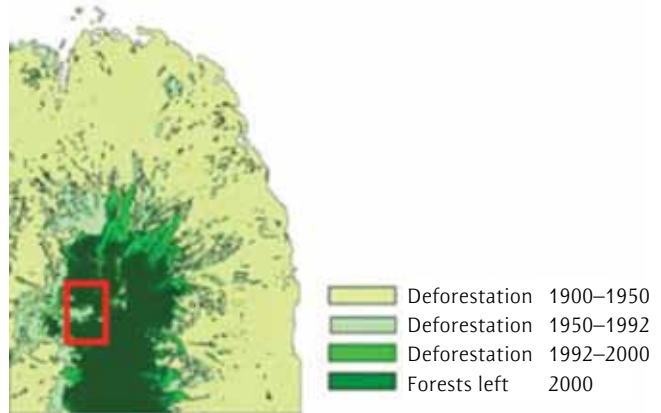 Deforestation 1900–1950
Deforestation 1950–1992
Deforestation 1992–2000
Forests left 2000